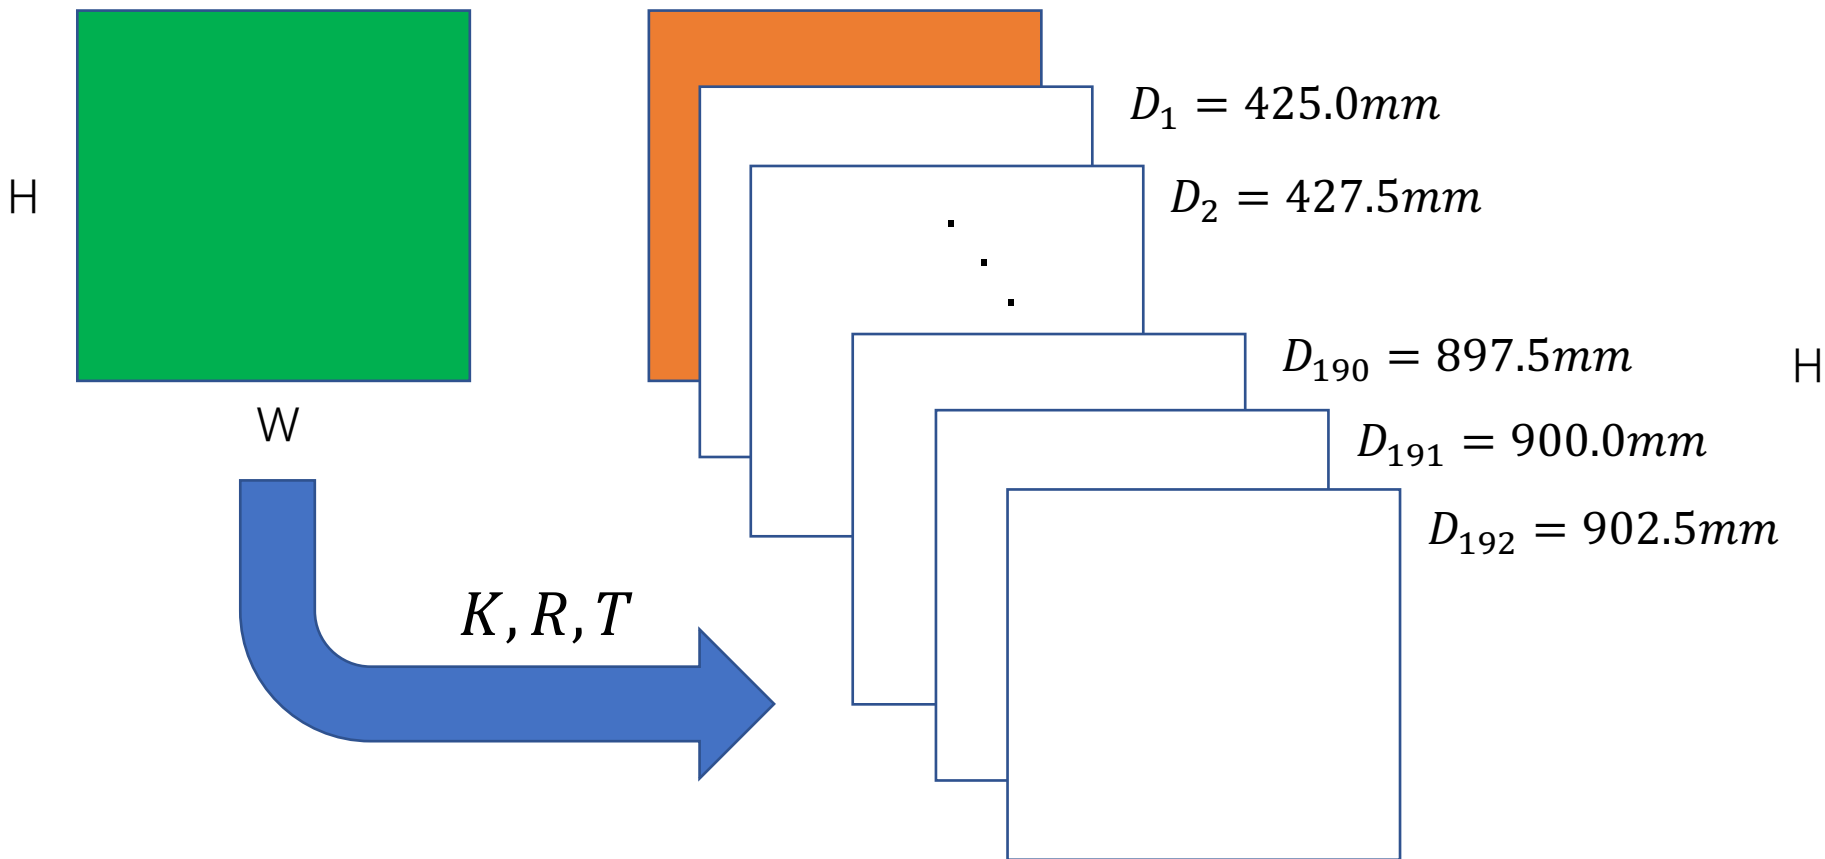 D₁ = 425.0mm
H
D₂ = 427.5mm
D₁₉₀ = 897.5mm
H
W
D₁₉₁ = 900.0mm
D₁₉₂ = 902.5mm
K, R, T